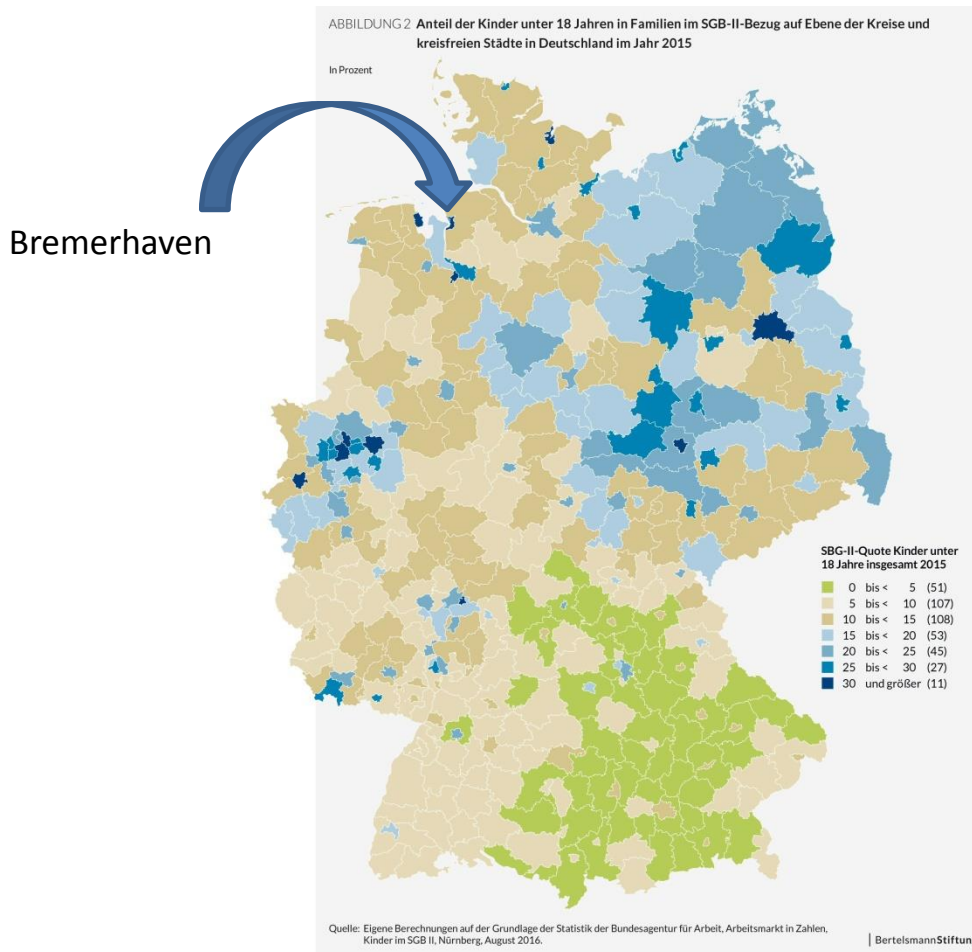 ABBILDUNG 2 Anteil der Kinder unter 18 Jahren in Familien im SGB-II-Bezug auf Ebene der Kreise und
kreisfreien Städte in Deutschland im Jahr 2015
In Prozent
Bremerhaven
SBG-II-Quote Kinder unter
18 Jahre insgesamt 2015
0 bis < 5 (51)
5 bis < 10 (107)
10 bis < 15 (108)
15 bis < 20 (53)
20 bis < 25 (45)
25 bis < 30 (27)
30 und größer (11)
Quelle: Eigene Berechnungen auf der Grundlage der Statistik der Bundesagentur für Arbeit, Arbeitsmarkt in Zahlen,
Kinder im SGB II, Nürnberg, August 2016.
BertelsmannStiftun